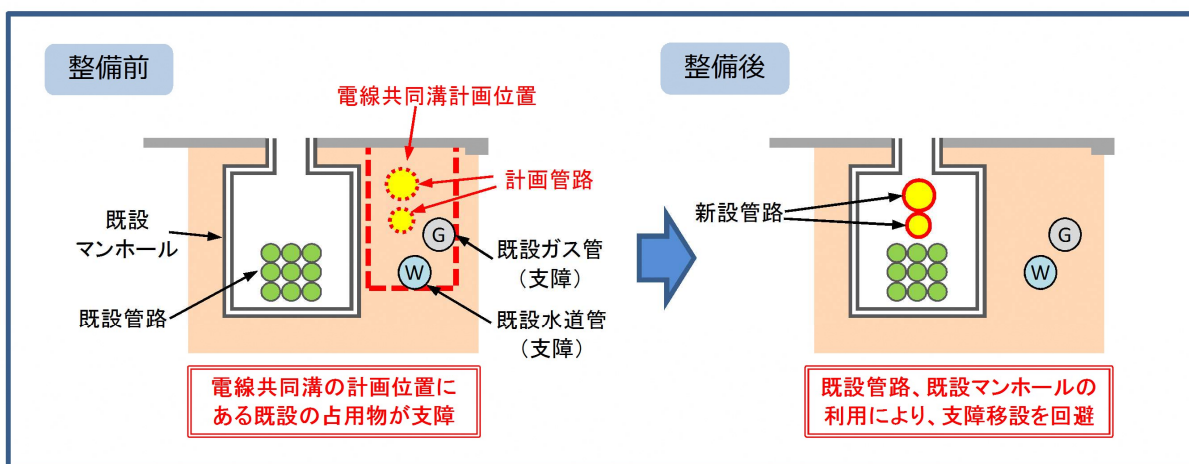 整備前
電線共同溝計画位置
計画管路
既設
マンホール
既設管路
G
既設ガス管
（支障）
W
既設水道管
（支障）
電線共同溝の計画位置に
ある既設の占用物が支障
整備後
新設管路
G
W
既設管路、既設マンホールの
利用により、支障移設を回避